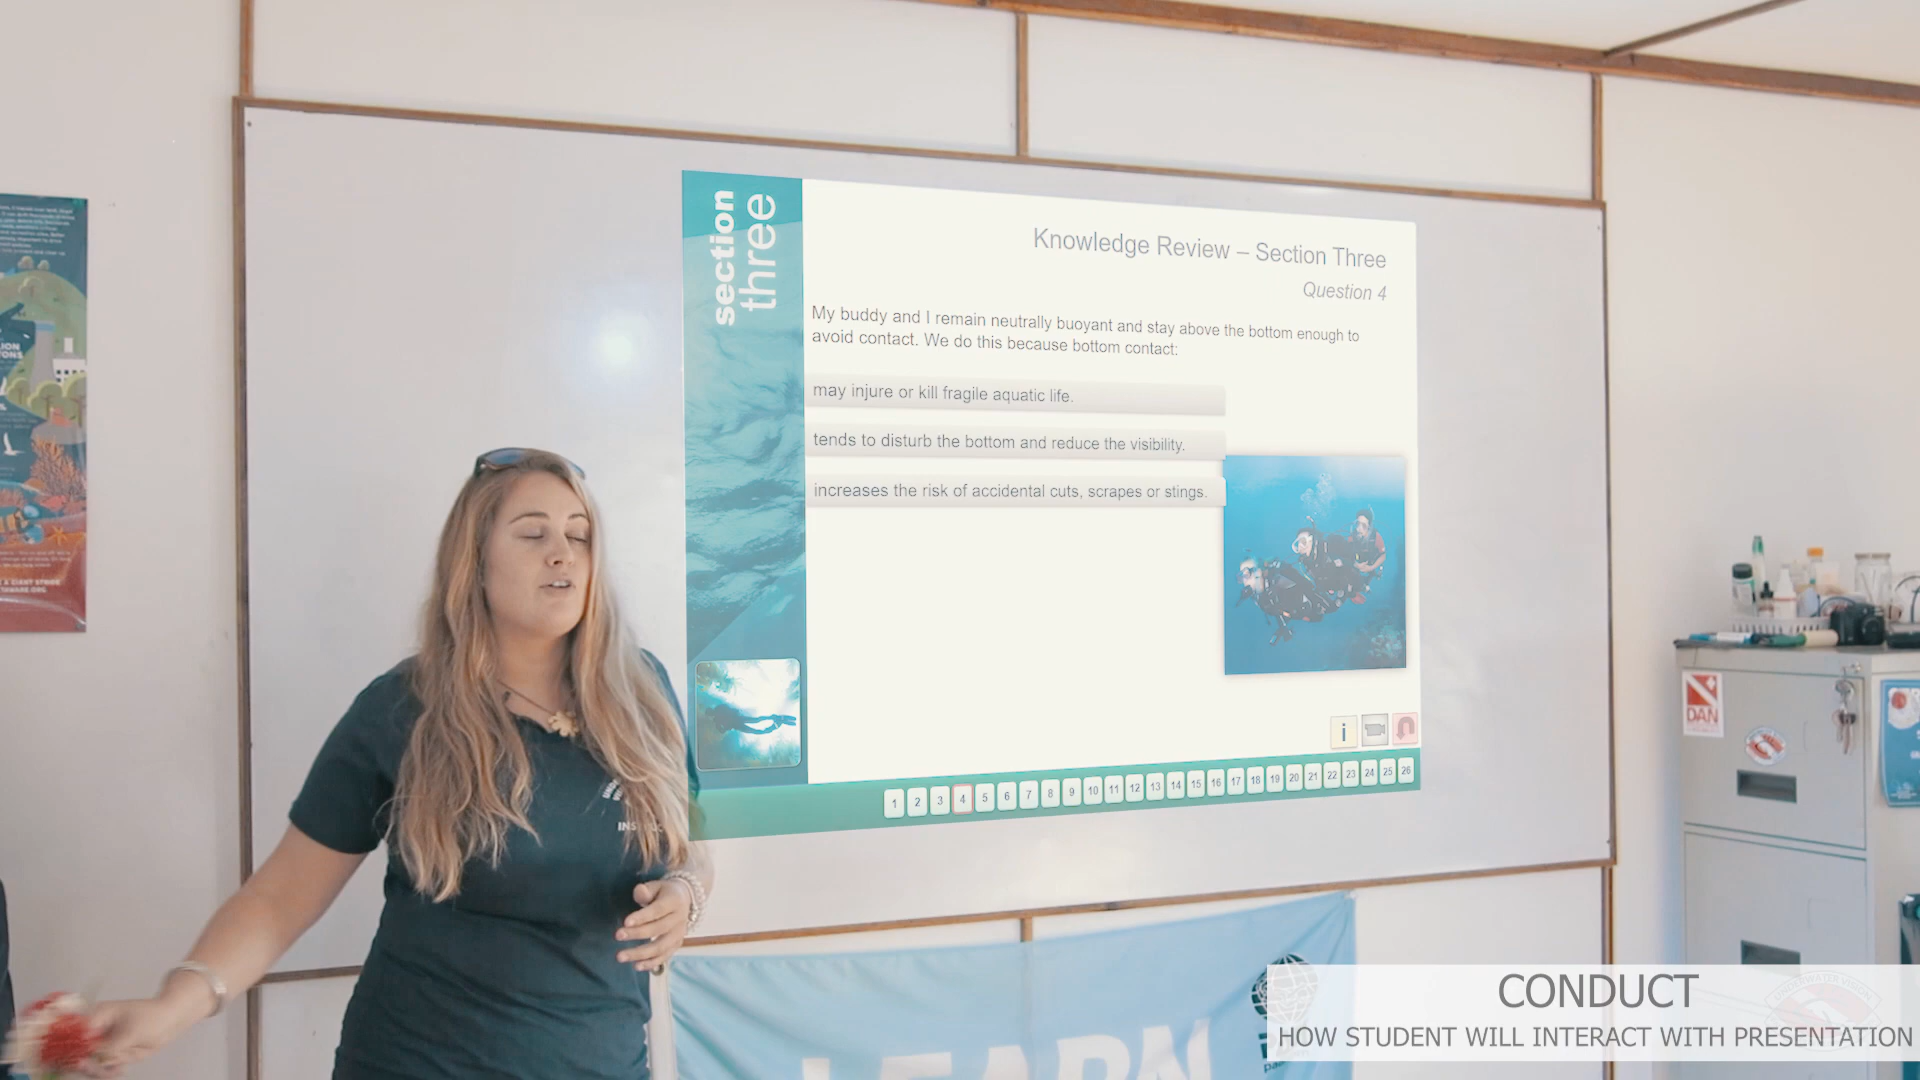 section
three
Knowledge Review – Section Three
Question 4
My buddy and I remain neutrally buoyant and stay above the bottom enough to
avoid contact. We do this because bottom contact:
may injure or kill fragile aquatic life.
tends to disturb the bottom and reduce the visibility.
increases the risk of accidental cuts, scrapes or stings.
i
1 2 3 4 5 6 7 8 9 10 11 12 13 14 15 16 17 18 19 20 21 22 23 24 25 26
DAN
LEARN
CONDUCT
HOW STUDENT WILL INTERACT WITH PRESENTATION